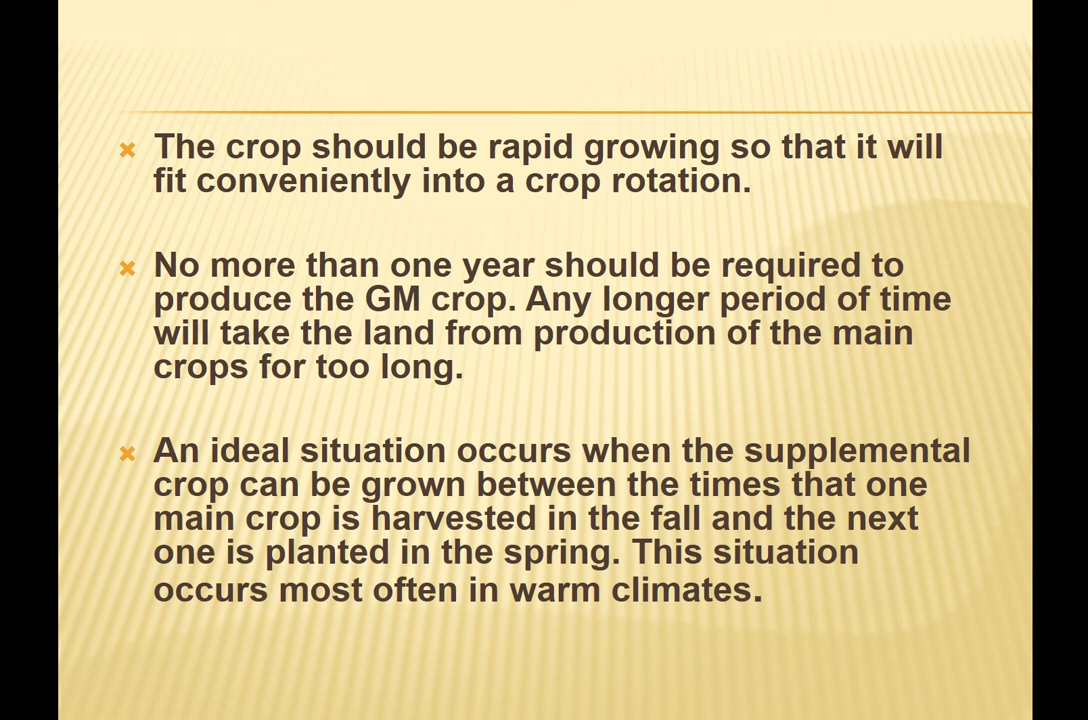 The crop should be rapid growing so that it will
fit conveniently into a crop rotation.
No more than one year should be required to
produce the GM crop. Any longer period of time
will take the land from production of the main
crops for too long.
An ideal situation occurs when the supplemental
crop can be grown between the times that one
main crop is harvested in the fall and the next
one is planted in the spring. This situation
occurs most often in warm climates.